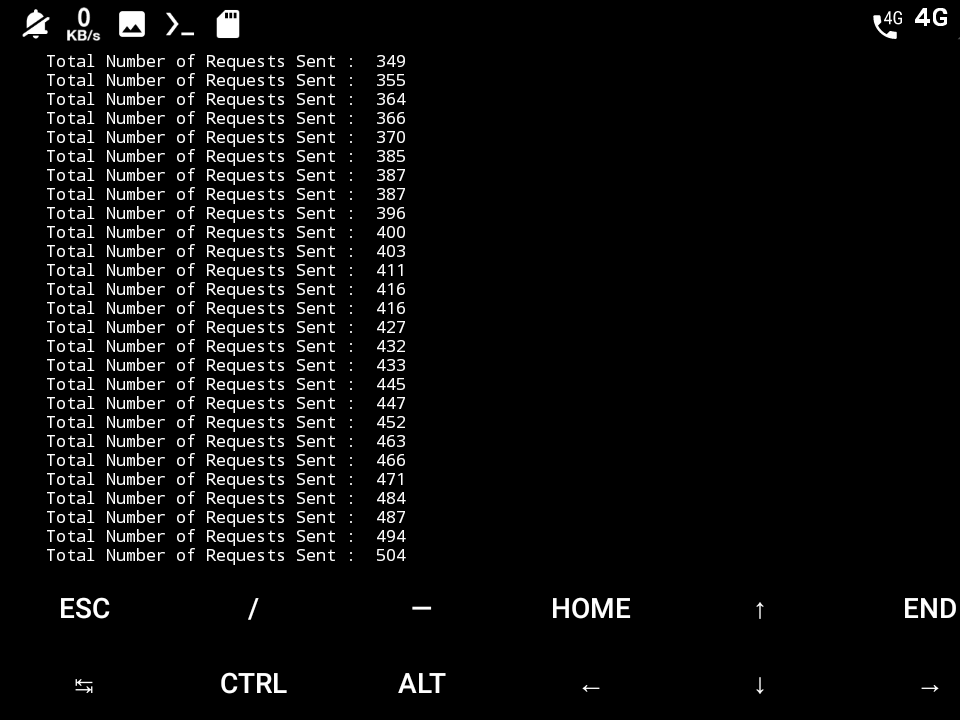 0
KB/s
4G
4G
Total Number of Requests Sent :  349
Total Number of Requests Sent :  355
Total Number of Requests Sent :  364
Total Number of Requests Sent :  366
Total Number of Requests Sent :  370
Total Number of Requests Sent :  385
Total Number of Requests Sent :  387
Total Number of Requests Sent :  387
Total Number of Requests Sent :  396
Total Number of Requests Sent :  400
Total Number of Requests Sent :  403
Total Number of Requests Sent :  411
Total Number of Requests Sent :  416
Total Number of Requests Sent :  416
Total Number of Requests Sent :  427
Total Number of Requests Sent :  432
Total Number of Requests Sent :  433
Total Number of Requests Sent :  445
Total Number of Requests Sent :  447
Total Number of Requests Sent :  452
Total Number of Requests Sent :  463
Total Number of Requests Sent :  466
Total Number of Requests Sent :  471
Total Number of Requests Sent :  484
Total Number of Requests Sent :  487
Total Number of Requests Sent :  494
Total Number of Requests Sent :  504
ESC / — HOME ↑ END
↹ CTRL ALT ← ↓ →